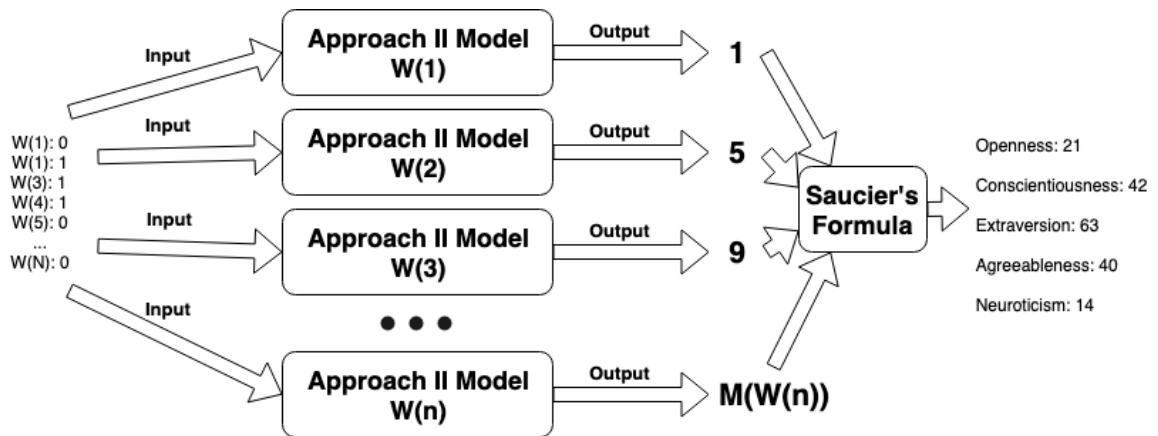 Input
Approach II Model
W(1)
Output
1
W(1): 0
W(1): 1
W(3): 1
W(4): 1
W(5): 0
...
W(N): 0
Input
Approach II Model
W(2)
Output
5
Input
Approach II Model
W(3)
Output
9
Input
Approach II Model
W(n)
Output
M(W(n))
Saucier's
Formula
Openness: 21
Conscientiousness: 42
Extraversion: 63
Agreeableness: 40
Neuroticism: 14